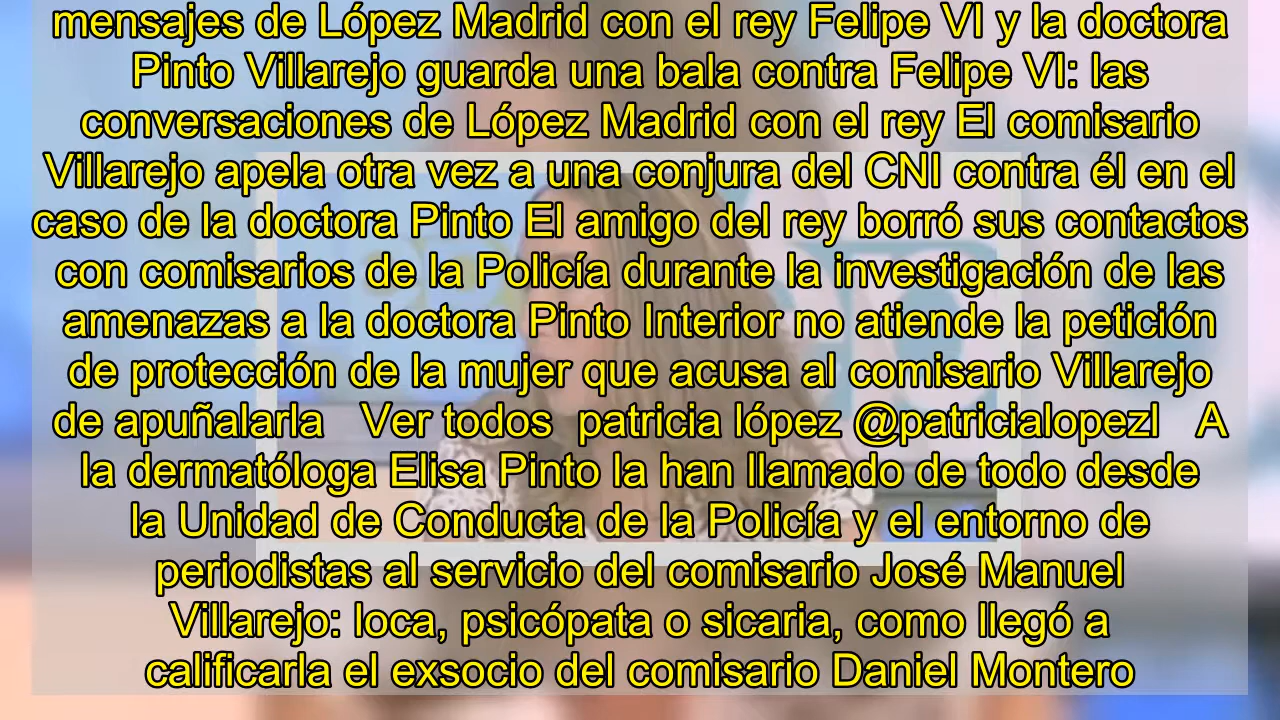 mensajes de López Madrid con el rey Felipe VI y la doctora
Pinto Villarejo guarda una bala contra Felipe VI: las
conversaciones de López Madrid con el rey El comisario
Villarejo apela otra vez a una conjura del CNI contra él en el
caso de la doctora Pinto El amigo del rey borró sus contactos
con comisarios de la Policía durante la investigación de las
amenazas a la doctora Pinto Interior no atiende la petición
de protección de la mujer que acusa al comisario Villarejo
de apuñalarla   Ver todos  patricia lópez @patricialopezl   A
la dermatóloga Elisa Pinto la han llamado de todo desde
la Unidad de Conducta de la Policía y el entorno de
periodistas al servicio del comisario José Manuel
Villarejo: loca, psicópata o sicaria, como llegó a
calificarla el exsocio del comisario Daniel Montero